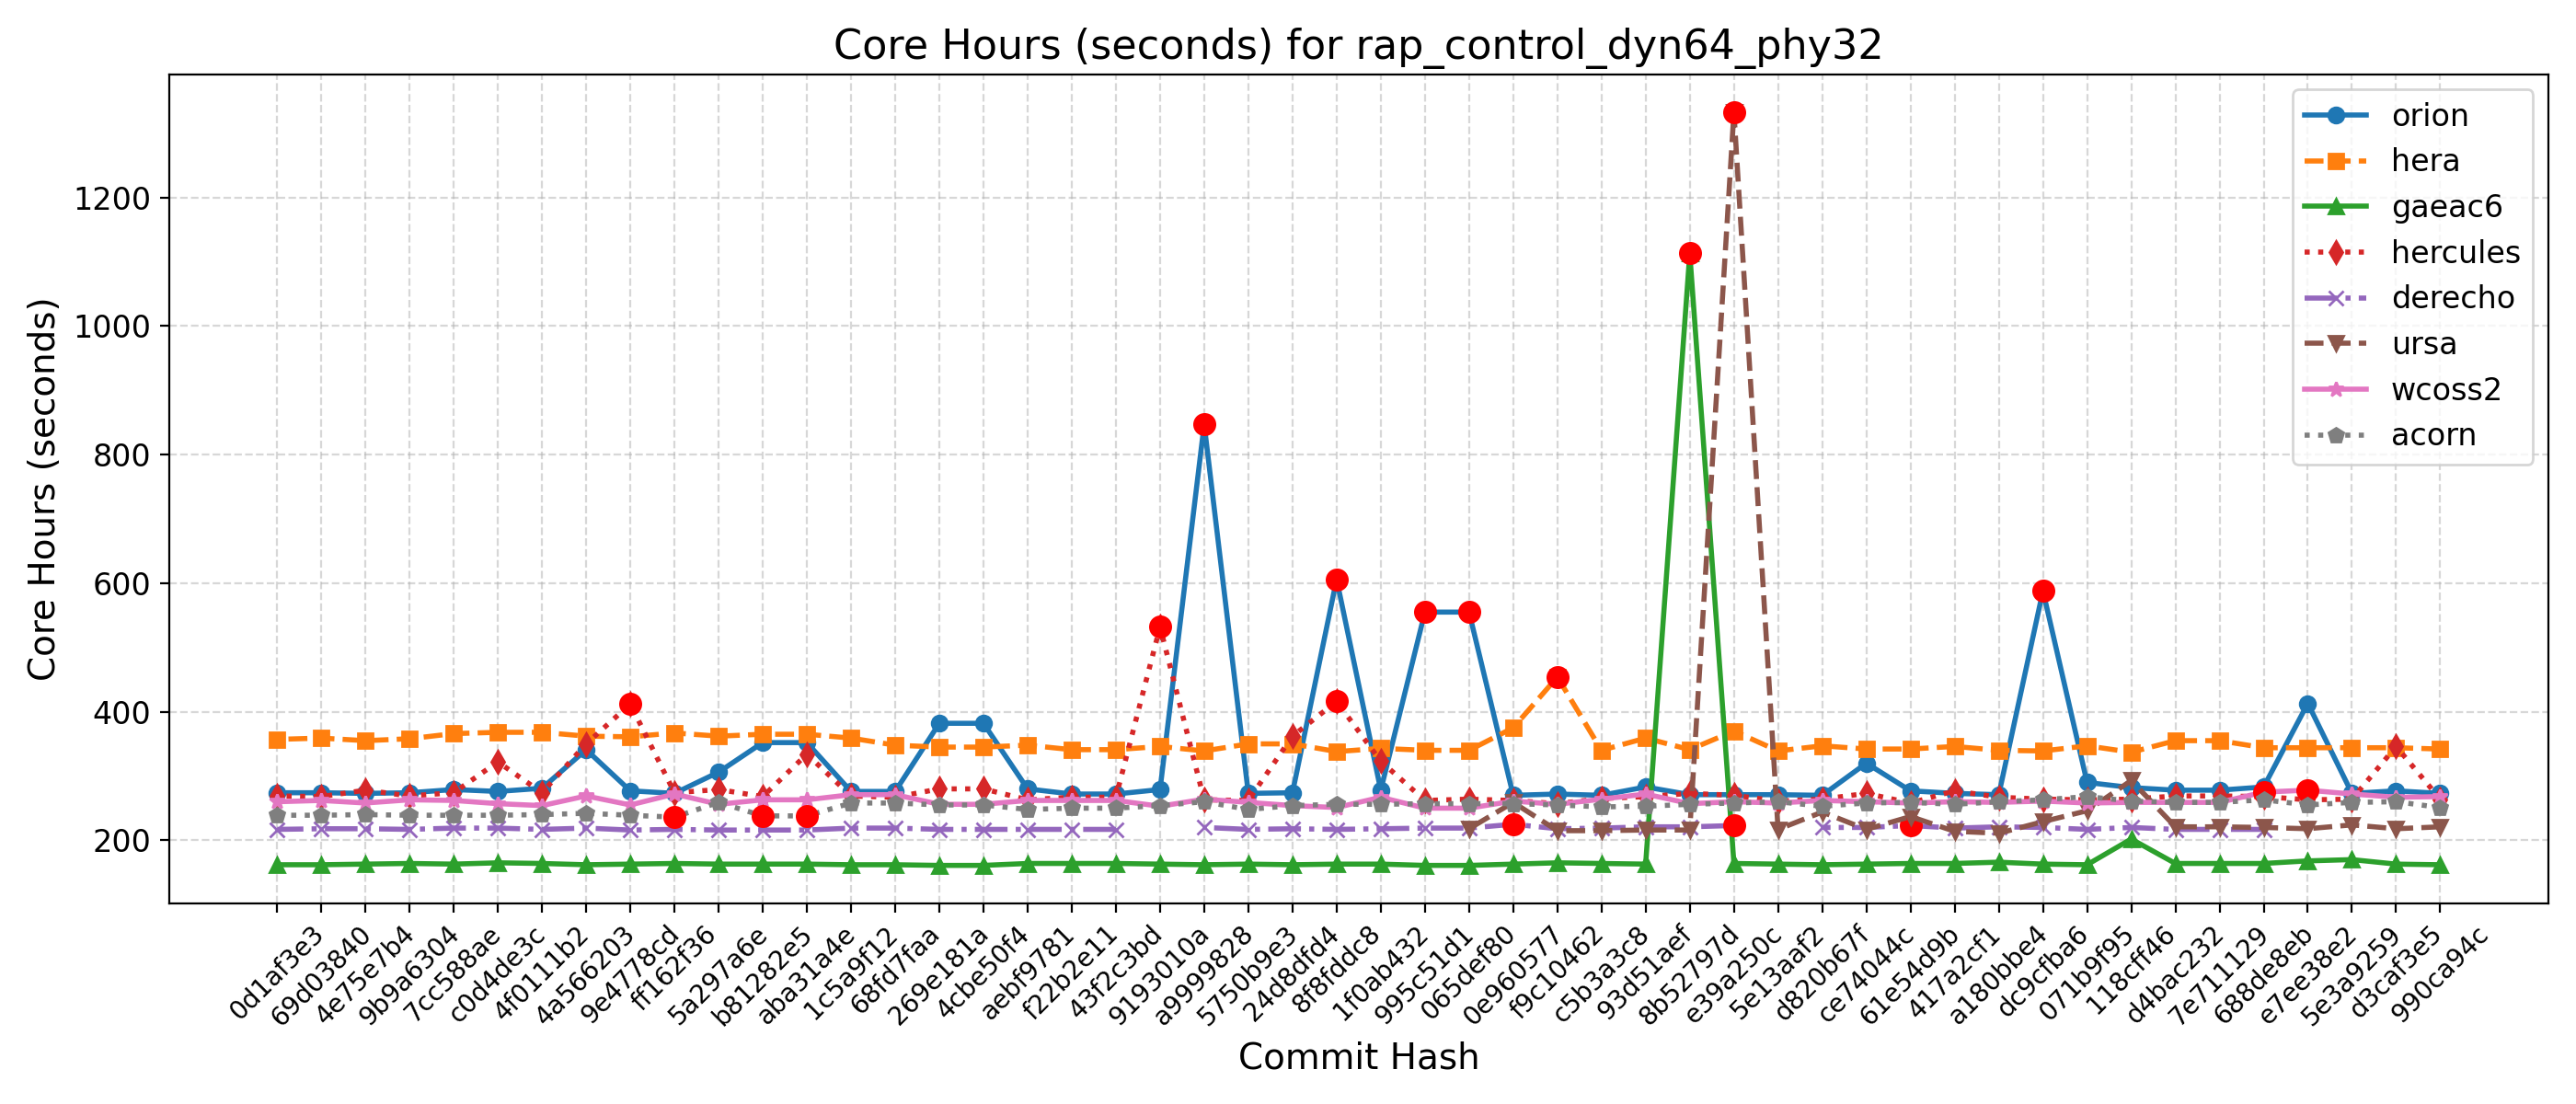 Core Hours (seconds) for rap_control_dyn64_phy32
Core Hours (seconds)
1200
1000
800
600
400
200
orion
hera
gaeac6
hercules
derecho
ursa
wcoss2
acorn
0d1af3e3
69d03840
4e75e7b4
9b9a6304
7cc588ae
c0d4de3c
4f0111b2
4a566203
9e4778cd
ff162f36
5a297a6e
b81282e5
aba31a4e
1c5a9f12
68fd7faa
269e181a
4cbe50f4
aebf9781
f22b2e11
43f2c3bd
9193010a
a9999828
5750b9e3
24d8dfd4
8f8fddc8
1f0ab432
995c51d1
065def80
0e960577
f9c10462
c5b3a3c8
93d51aef
8b52797d
e39a250c
5e13aaf2
d820b67f
ce74044c
61e54d9b
417a2cf1
a180bbe4
dc9cfba6
071b9f95
118cff46
d4bac232
7e711129
688de8eb
e7ee38e2
5e3a9259
d3caf3e5
990ca94c
Commit Hash